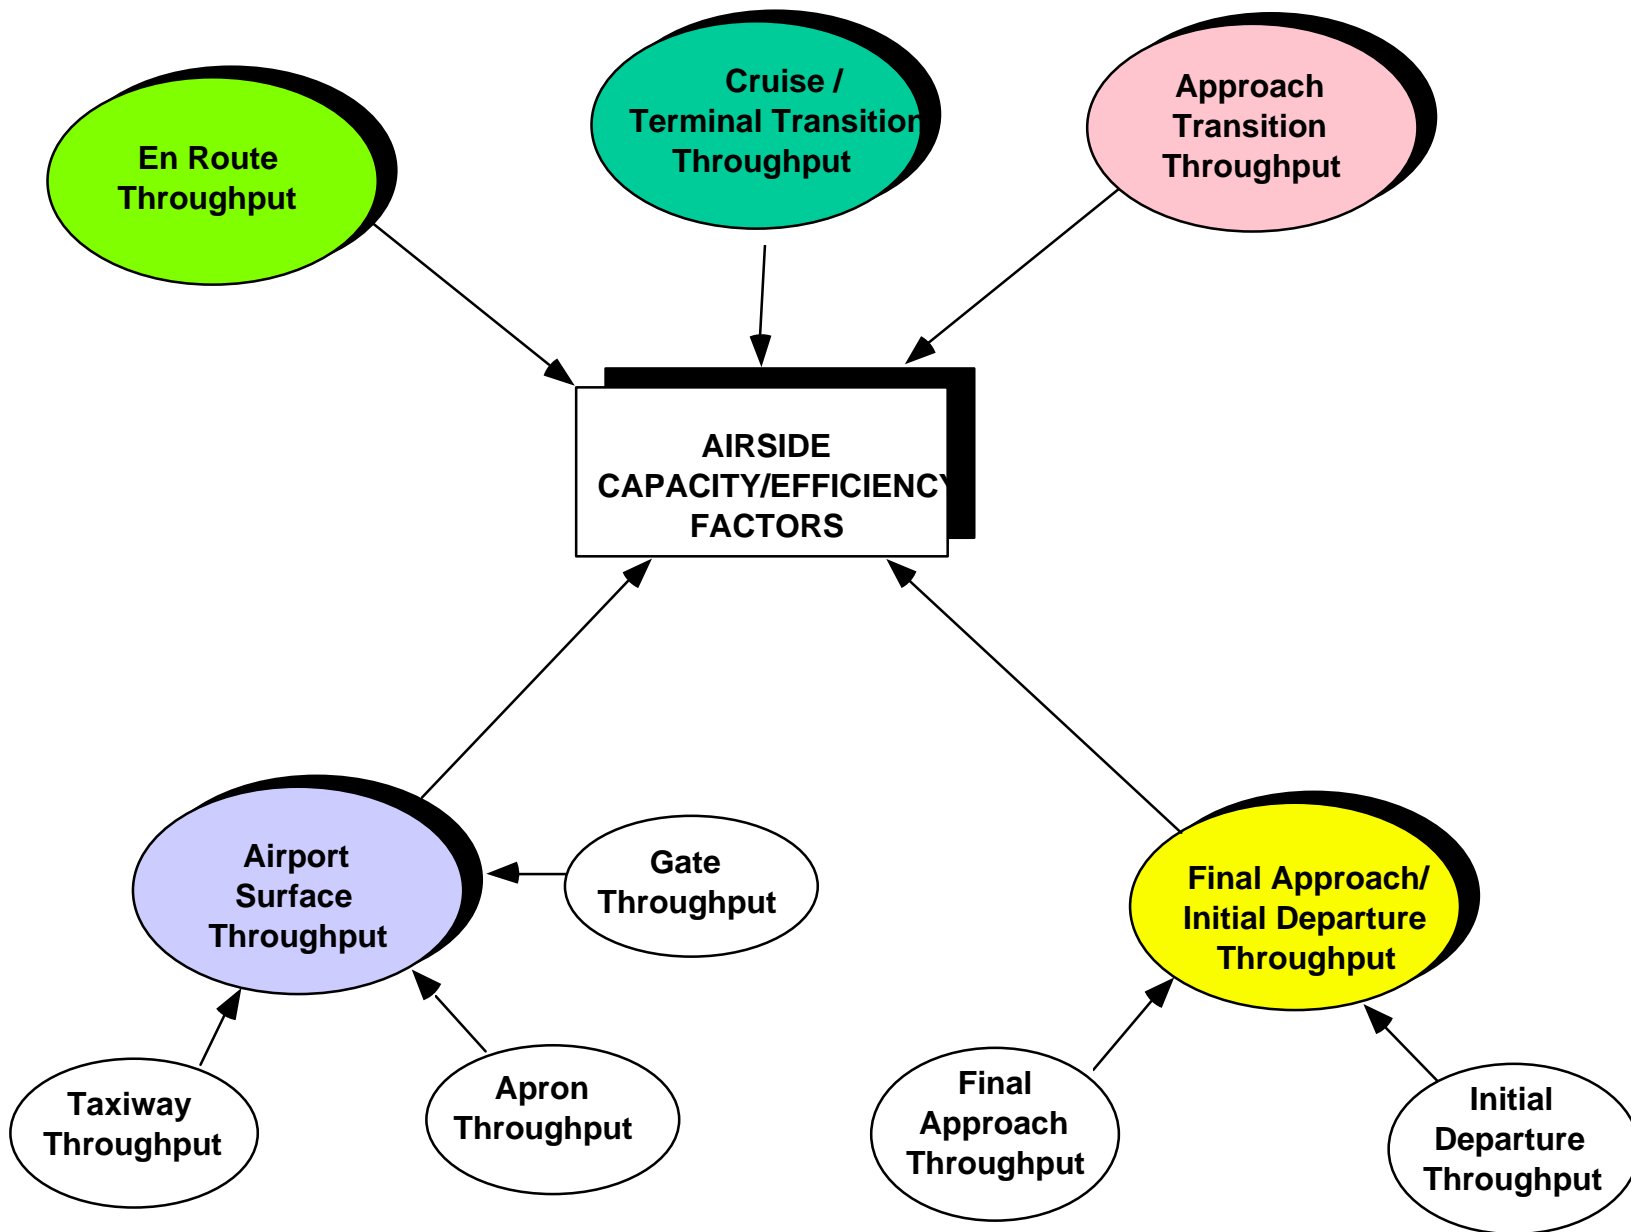 En Route
Throughput
Cruise /
Terminal Transition
Throughput
Approach
Transition
Throughput
AIRSIDE
CAPACITY/EFFICIENCY
FACTORS
Airport
Surface
Throughput
Gate
Throughput
Final Approach/
Initial Departure
Throughput
Taxiway
Throughput
Apron
Throughput
Final
Approach
Throughput
Initial
Departure
Throughput